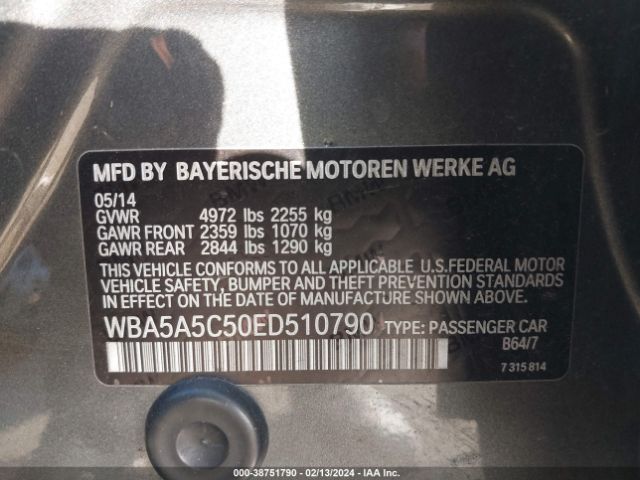 MFD BY BAYERISCHE MOTOREN WERKE AG
05/14
GVWR 4972 lbs 2255 kg
GAWR FRONT 2359 lbs 1070 kg
GAWR REAR 2844 lbs 1290 kg
THIS VEHICLE CONFORMS TO ALL APPLICABLE U.S.FEDERAL MOTOR
VEHICLE SAFETY, BUMPER AND THEFT PREVENTION STANDARDS
IN EFFECT ON THE DATE OF MANUFACTURE SHOWN ABOVE.
WBA5A5C50ED510790 TYPE: PASSENGER CAR
B64/7
7 315 814
000-38751790 - 02/13/2024 - IAA Inc.